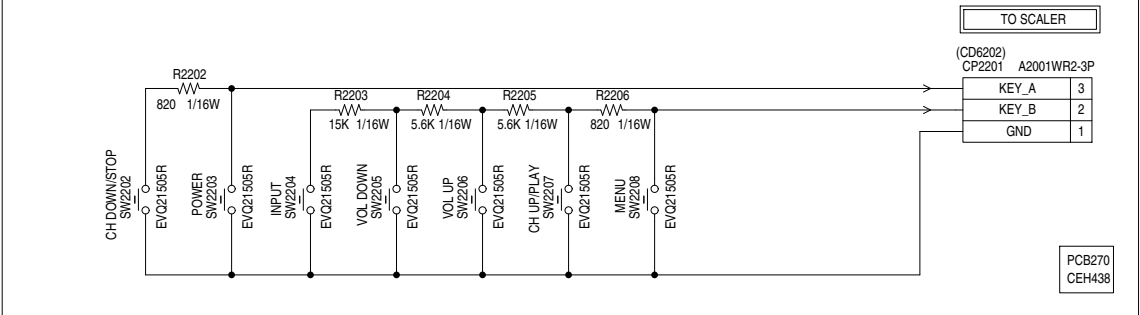 TO SCALER
(CD6202)
CP2201 A2001WR2-3P
KEY_A 3
KEY_B 2
GND 1
R2202
820 1/16W
R2203
15K 1/16W
R2204
5.6K 1/16W
R2205
5.6K 1/16W
R2206
820 1/16W
CH DOWN/STOP
SW2202
EVQ21505R
POWER
SW2203
EVQ21505R
INPUT
SW2204
EVQ21505R
VOL DOWN
SW2205
EVQ21505R
VOL UP
SW2206
EVQ21505R
CH UP/PLAY
SW2207
EVQ21505R
MENU
SW2208
EVQ21505R
PCB270
CEH438